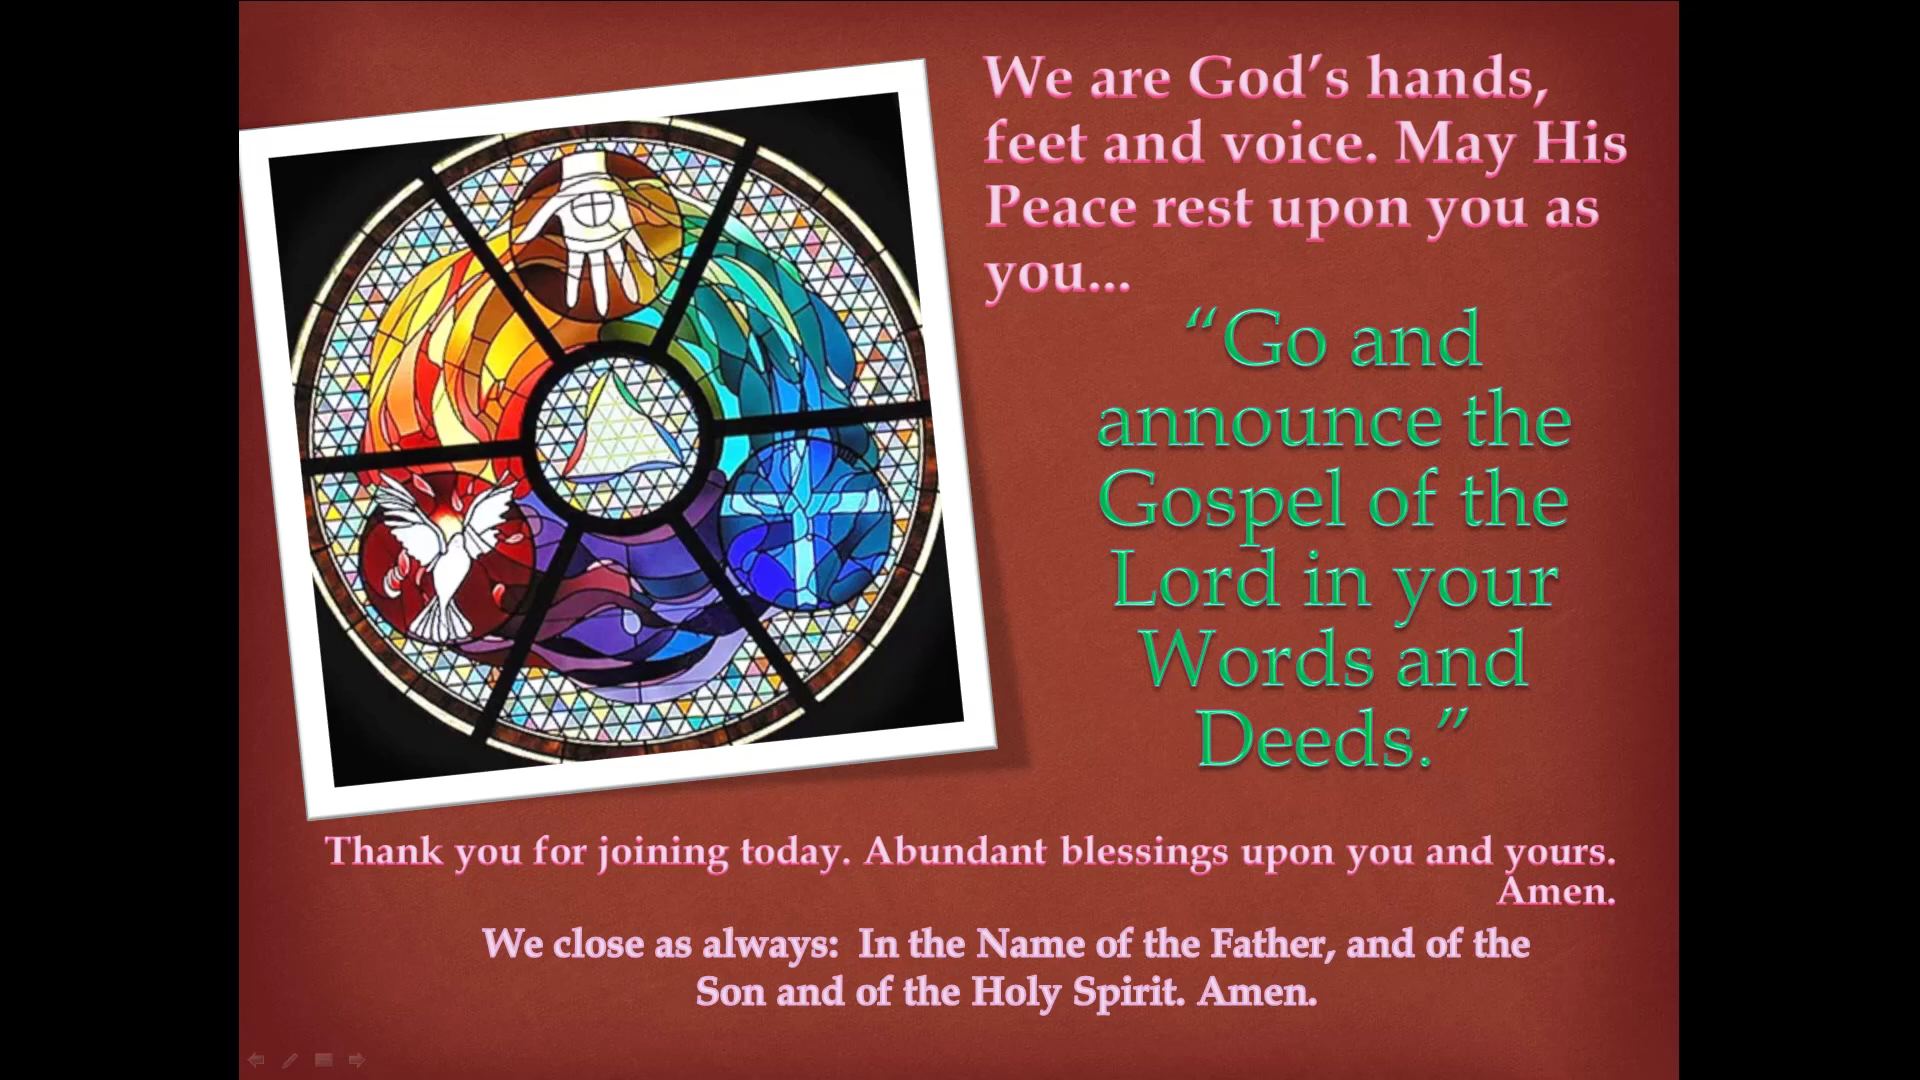 We are God’s hands,
feet and voice. May His
Peace rest upon you as
you...
“Go and
announce the
Gospel of the
Lord in your
Words and
Deeds.”
Thank you for joining today. Abundant blessings upon you and yours.
Amen.
We close as always:  In the Name of the Father, and of the
Son and of the Holy Spirit. Amen.